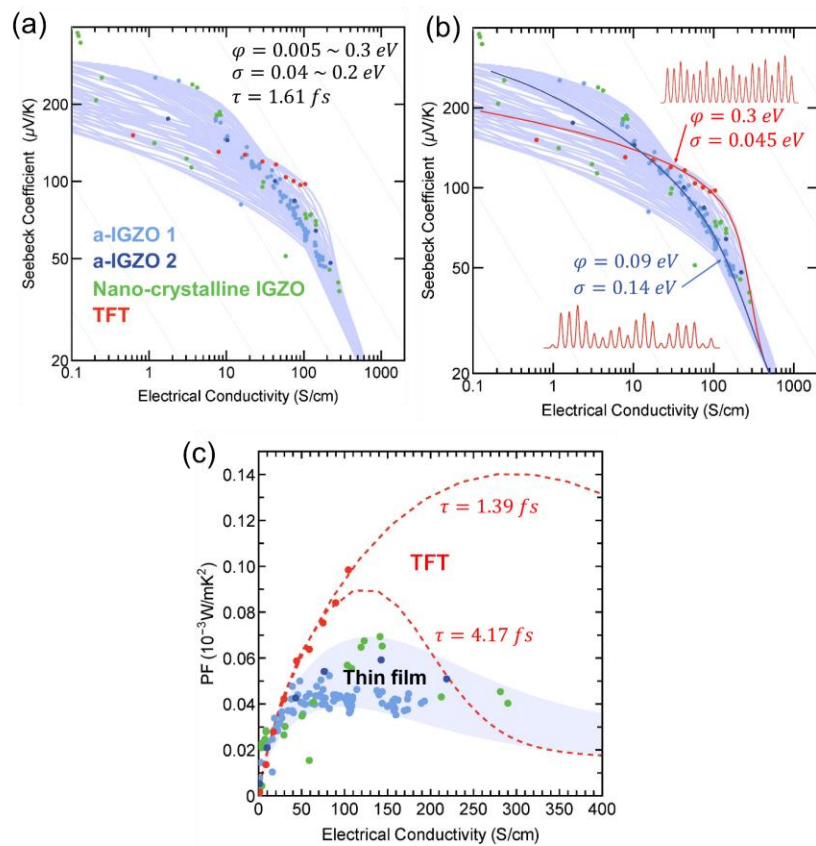 (a)
φ = 0.005 ~ 0.3 eV
σ = 0.04 ~ 0.2 eV
τ = 1.61 fs
Seebeck Coefficient (μV/K)
200
100
50
20
a-IGZO 1
a-IGZO 2
Nano-crystalline IGZO
TFT
0.1 1 10 100 1000
Electrical Conductivity (S/cm)
(b)
φ = 0.3 eV
σ = 0.045 eV
Seebeck Coefficient (μV/K)
200
100
50
20
φ = 0.09 eV
σ = 0.14 eV
0.1 1 10 100 1000
Electrical Conductivity (S/cm)
(c)
PF (10⁻³W/mK²)
0.14
0.12
0.10
0.08
0.06
0.04
0.02
0
τ = 1.39 fs
TFT
τ = 4.17 fs
Thin film
0 50 100 150 200 250 300 350 400
Electrical Conductivity (S/cm)